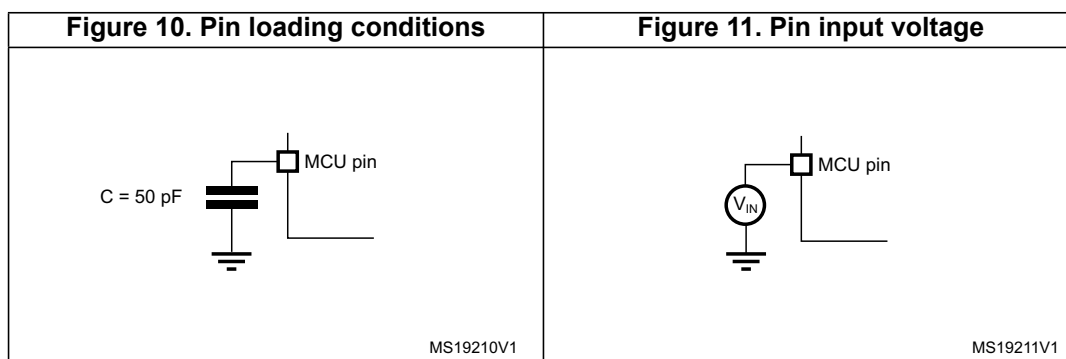 Figure 10. Pin loading conditions
Figure 11. Pin input voltage
MCU pin
C = 50 pF
MS19210V1
MCU pin
VIN
MS19211V1